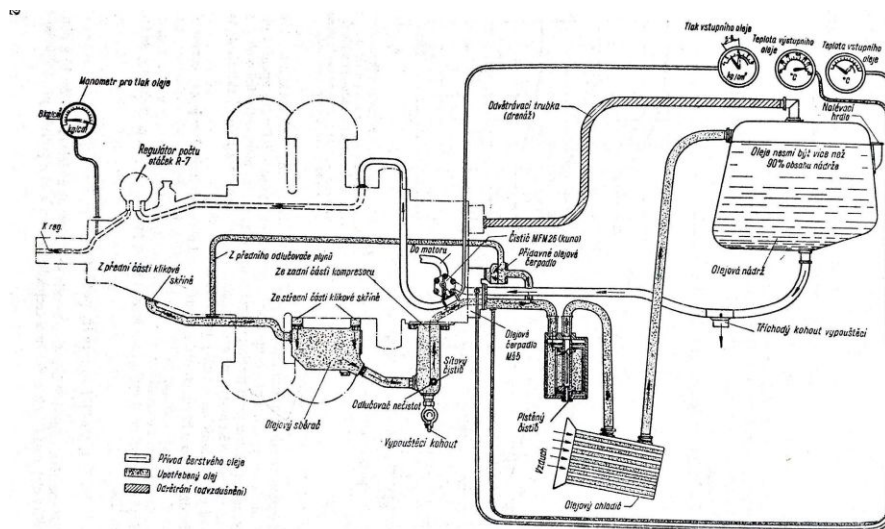 Tlak vstupního
oleje
kg/cm²
Teplota výstupního
oleje
°C
Teplota vstupního
oleje
°C
Manometr pro tlak oleje
Regulátor počtu
otáček R-7
Odvětrávací trubka
(drenáž)
Nalévací
hrdlo
Oleje nesmí být více než
90% obsahu nádrže
Olejová nádrž
K reg.
Z přední části klikové
skříně
Z předního odlučovače plynů
Do motoru
Čistič MFM 25 (kuno)
Přídavné olejové
čerpadlo
Ze zadní části kompresoru
Ze střední části klikové skříně
Tříchodý kohout vypouštěcí
Olejové
čerpadlo
Sítový
čistič
Odlučovač nečistot
Olejový sběrač
Vypouštěcí kohout
Plstěný
čistič
Vzduch
Olejový chladič
Přívod čerstvého oleje
Upotřebený olej
Odvětrání (odvzdušnění)